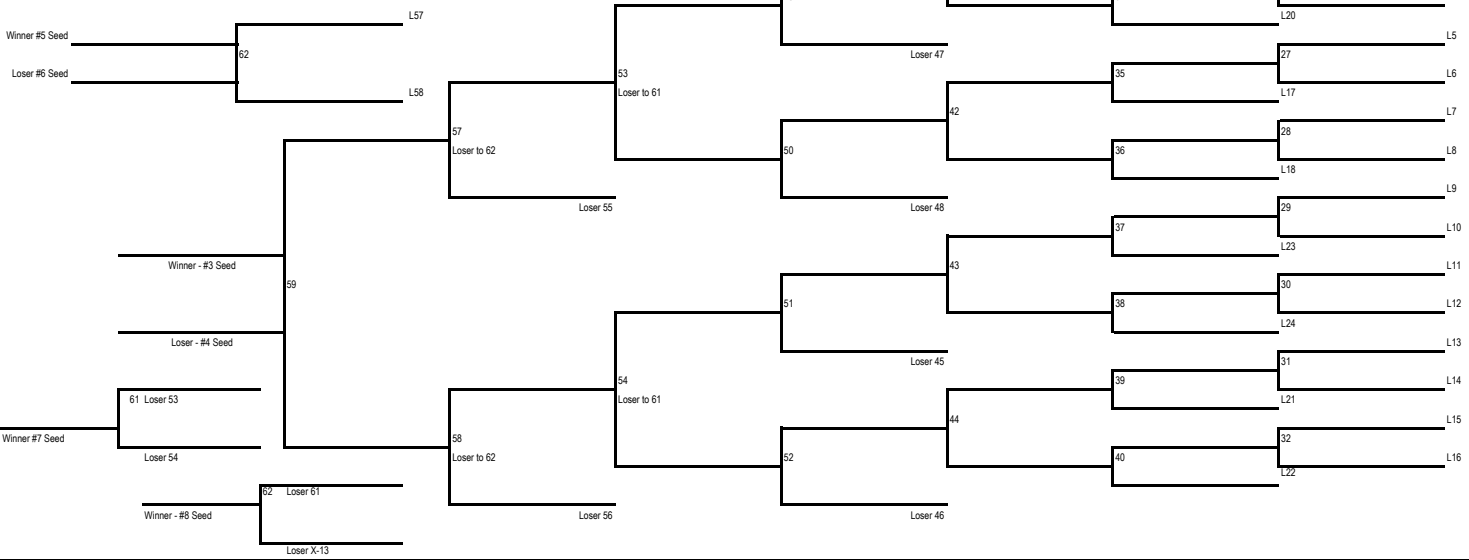 L57
L20
Winner #5 Seed
L5
62
Loser 47
27
Loser #6 Seed
53
35
L6
L58
Loser to 61
L17
42
L7
57
28
Loser to 62
50
36
L8
L18
L9
Loser 55
Loser 48
29
37
L10
L23
Winner - #3 Seed
43
L11
59
30
51
38
L12
L24
Loser - #4 Seed
L13
Loser 45
31
54
39
L14
61 Loser 53
Loser to 61
L21
44
L15
Winner #7 Seed
58
32
Loser 54
Loser to 62
52
40
L16
L22
62 Loser 61
Winner - #8 Seed
Loser 56
Loser 46
Loser X-13